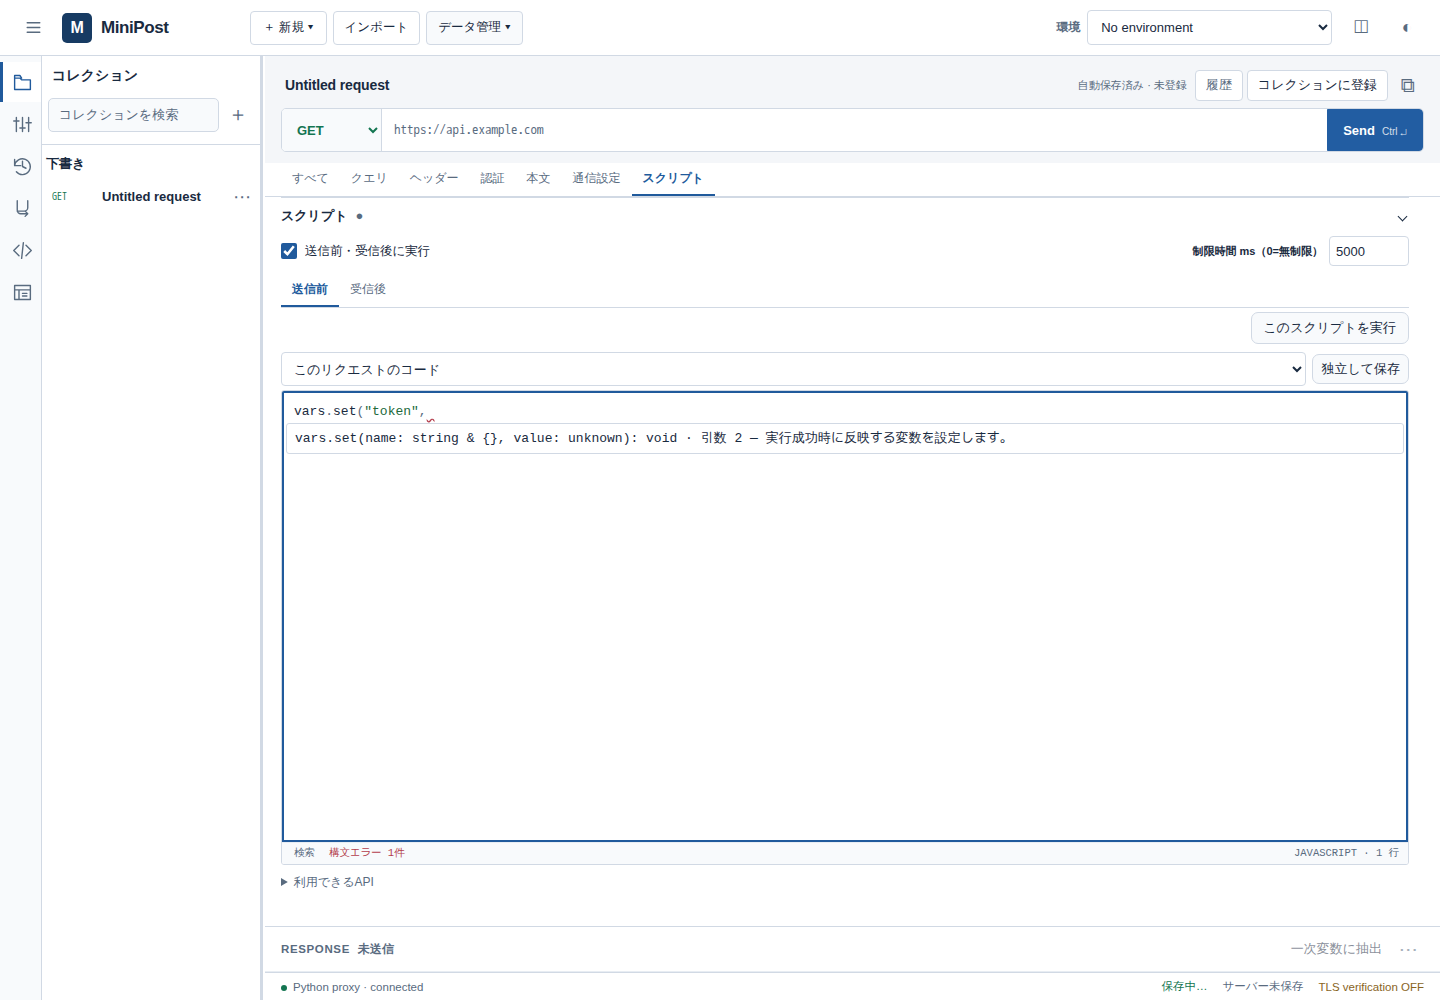 M MiniPost
＋ 新規 ▾ インポート データ管理 ▾
環境 No environment
コレクション
コレクションを検索 ＋
下書き
GET Untitled request ···
Untitled request
自動保存済み · 未登録 履歴 コレクションに登録
GET https://api.example.com Send Ctrl ↵
すべて クエリ ヘッダー 認証 本文 通信設定 スクリプト
スクリプト ●
送信前・受信後に実行 制限時間 ms（0=無制限） 5000
送信前 受信後
このスクリプトを実行
このリクエストのコード 独立して保存
vars.set("token",
vars.set(name: string & {}, value: unknown): void · 引数 2 — 実行成功時に反映する変数を設定します。
検索 構文エラー 1件 JAVASCRIPT · 1 行
▶ 利用できるAPI
RESPONSE 未送信 一次変数に抽出 ···
Python proxy · connected 保存中… サーバー未保存 TLS verification OFF